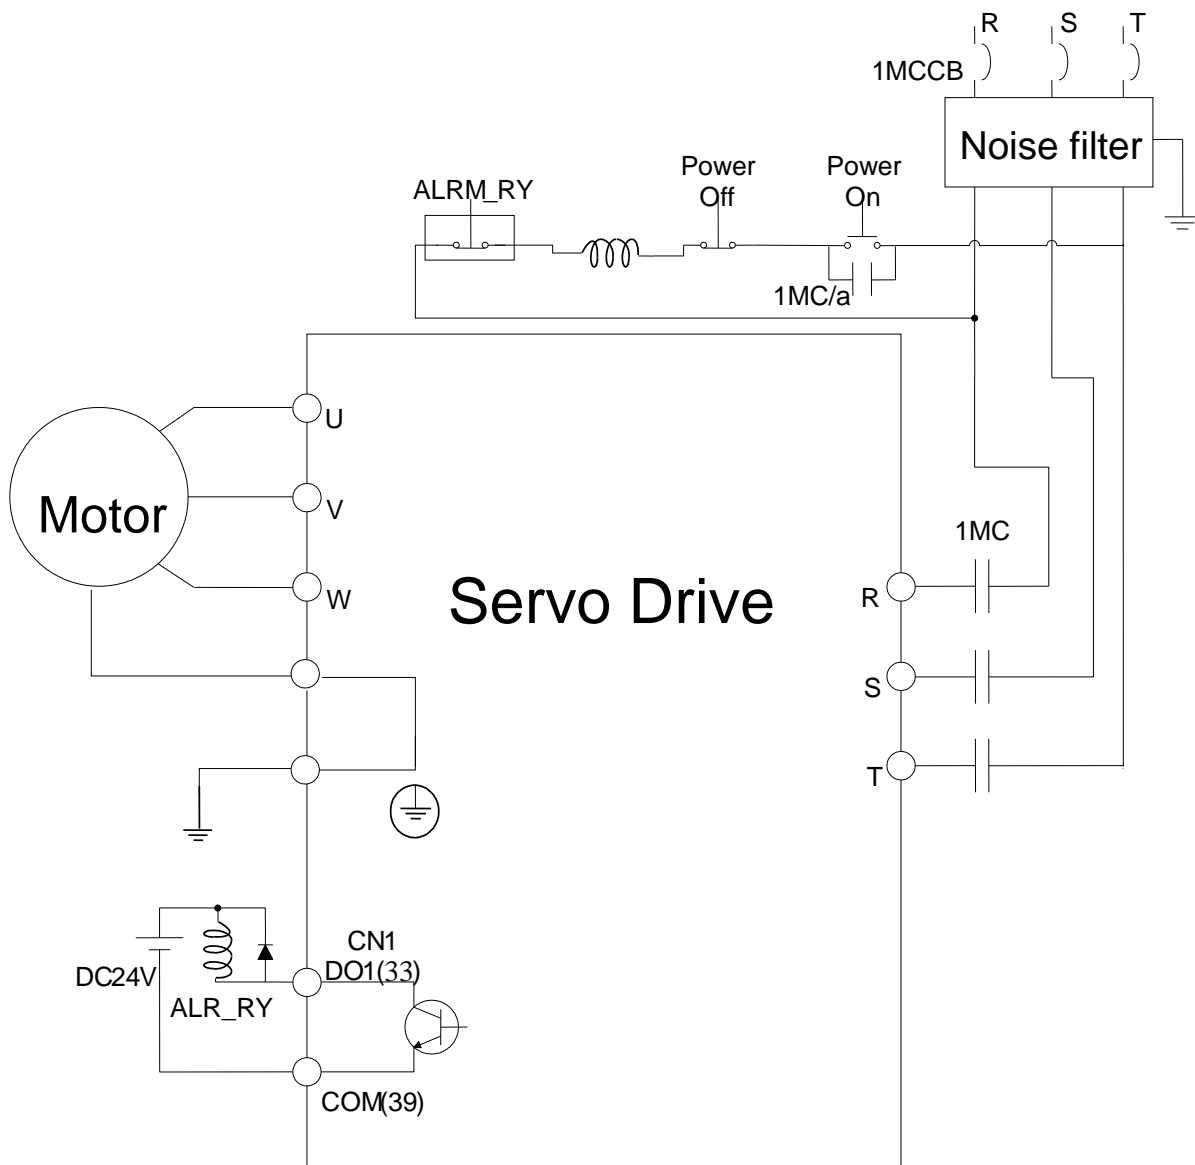 R S T
1MCCB
Noise filter
Power
Off
Power
On
ALRM_RY
1MC/a
U
Motor
V
1MC
W
Servo Drive
R
S
T
CN1
DO1(33)
DC24V
ALR_RY
COM(39)